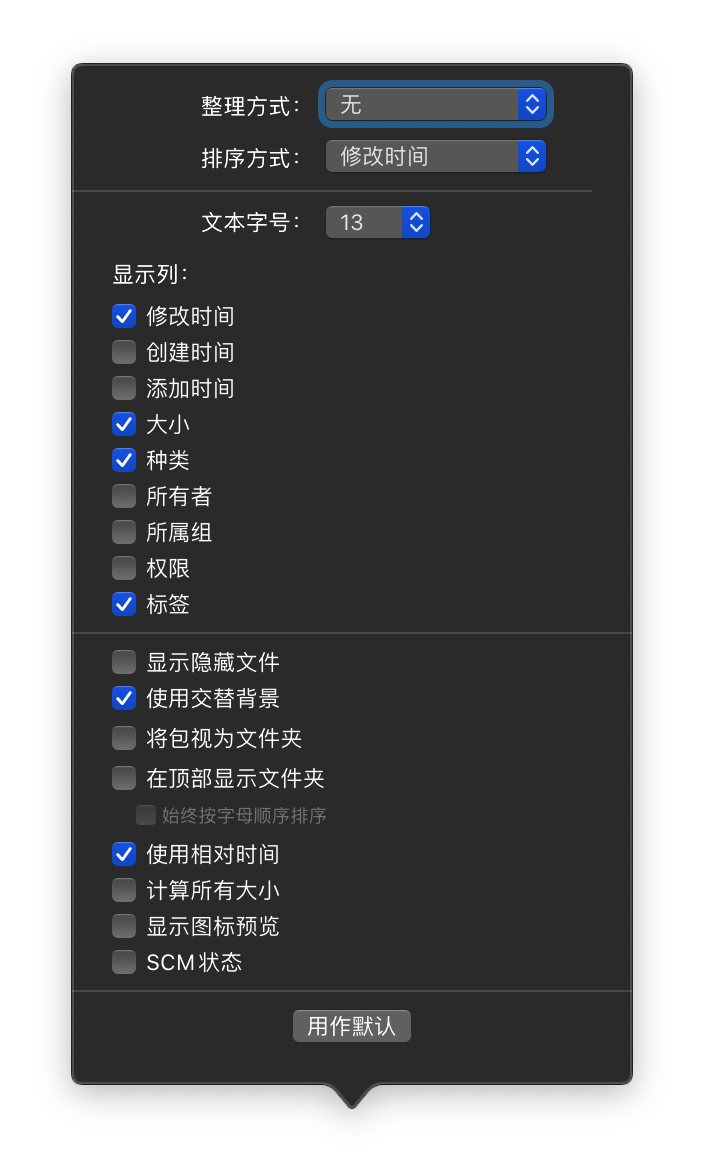 整理方式： 无
排序方式： 修改时间
文本字号： 13
显示列：
修改时间
创建时间
添加时间
大小
种类
所有者
所属组
权限
标签
显示隐藏文件
使用交替背景
将包视为文件夹
在顶部显示文件夹
始终按字母顺序排序
使用相对时间
计算所有大小
显示图标预览
SCM状态
用作默认